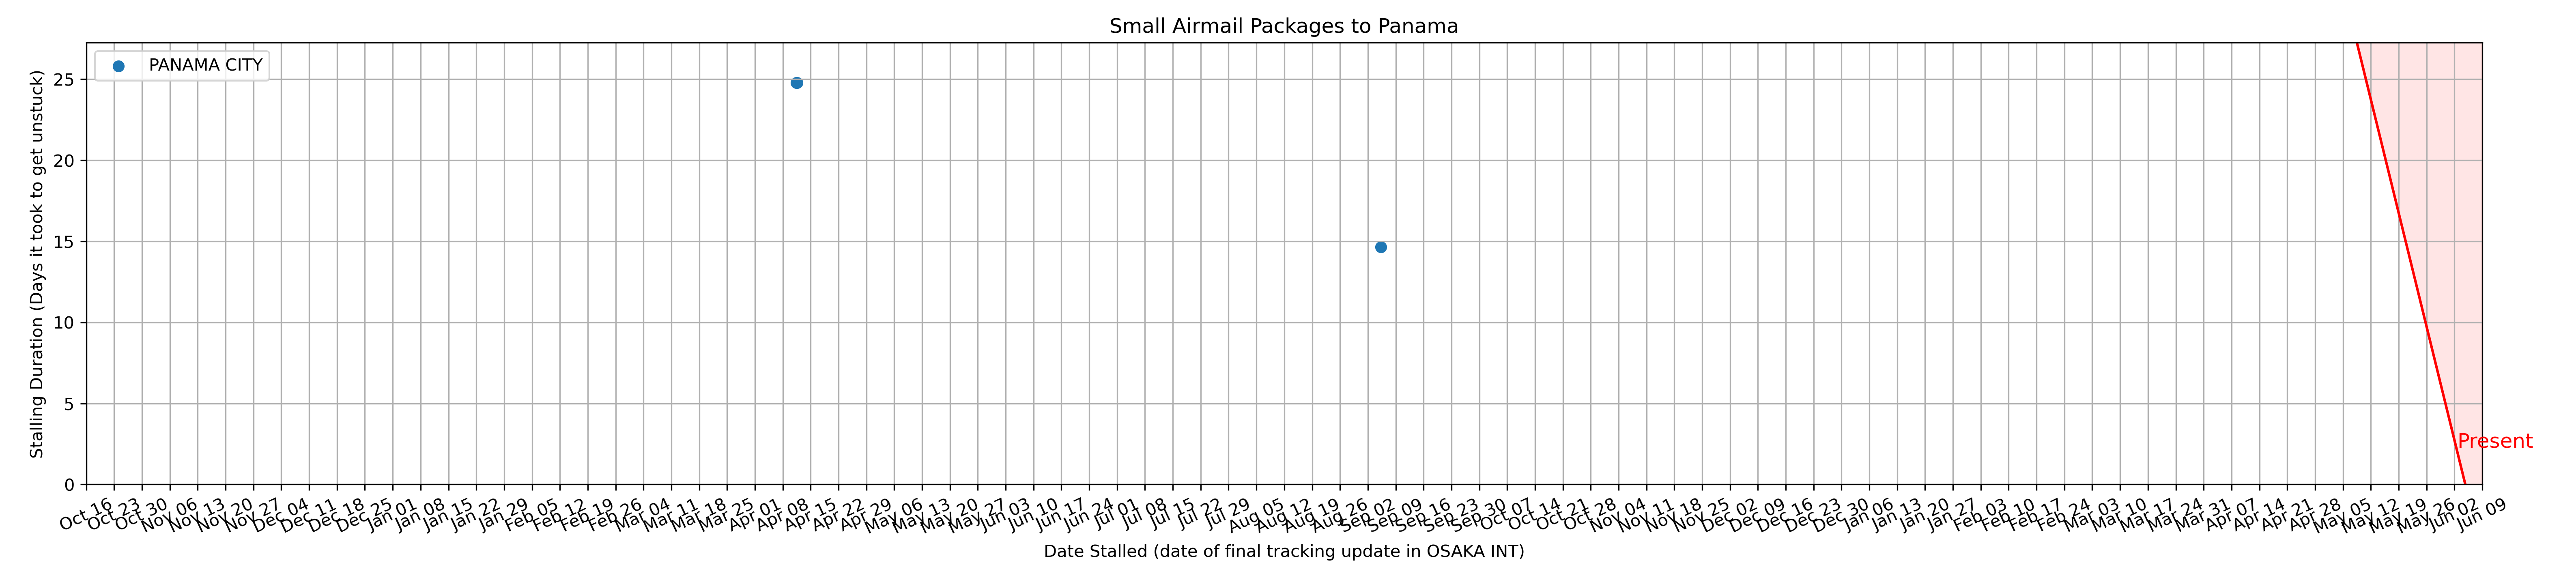 Small Airmail Packages to Panama
PANAMA CITY
Stalling Duration (Days it took to get unstuck)
25
20
15
10
5
0
Present
Oct 16 Oct 23 Oct 30 Nov 06 Nov 13 Nov 20 Nov 27 Dec 04 Dec 11 Dec 18 Dec 25 Jan 01 Jan 08 Jan 15 Jan 22 Jan 29 Feb 05 Feb 12 Feb 19 Feb 26 Mar 04 Mar 11 Mar 18 Mar 25 Apr 01 Apr 08 Apr 15 Apr 22 Apr 29 May 06 May 13 May 20 May 27 Jun 03 Jun 10 Jun 17 Jun 24 Jul 01 Jul 08 Jul 15 Jul 22 Jul 29 Aug 05 Aug 12 Aug 19 Aug 26 Sep 02 Sep 09 Sep 16 Sep 23 Sep 30 Oct 07 Oct 14 Oct 21 Oct 28 Nov 04 Nov 11 Nov 18 Nov 25 Dec 02 Dec 09 Dec 16 Dec 23 Dec 30 Jan 06 Jan 13 Jan 20 Jan 27 Feb 03 Feb 10 Feb 17 Feb 24 Mar 03 Mar 10 Mar 17 Mar 24 Mar 31 Apr 07 Apr 14 Apr 21 Apr 28 May 05 May 12 May 19 May 26 Jun 02 Jun 09
Date Stalled (date of final tracking update in OSAKA INT)